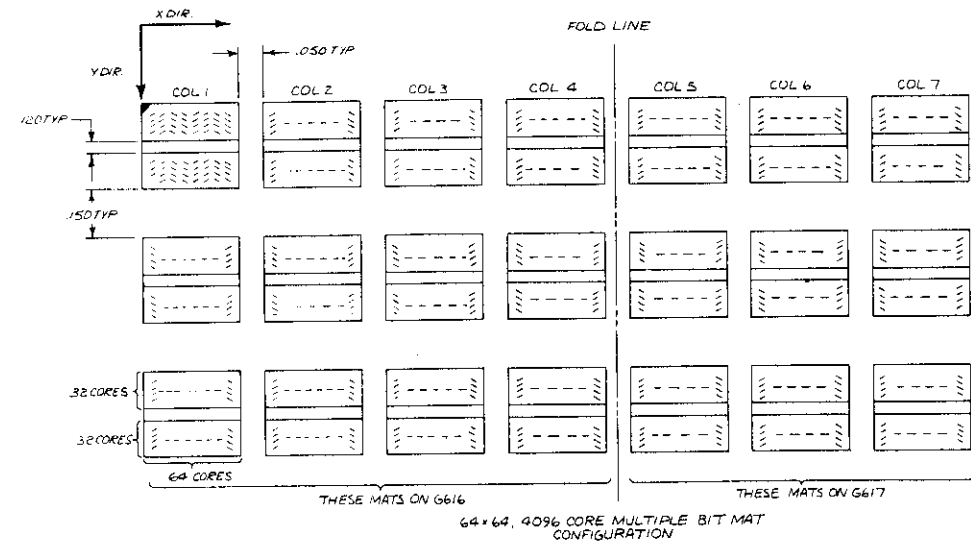 X DIR.
FOLD LINE
.050 TYP
Y DIR.
COL 1 COL 2 COL 3 COL 4 COL 5 COL 6 COL 7
.120 TYP
.150 TYP
32 CORES
32 CORES
64 CORES
THESE MATS ON G616
THESE MATS ON G617
64 x 64, 4096 CORE MULTIPLE BIT MAT
CONFIGURATION